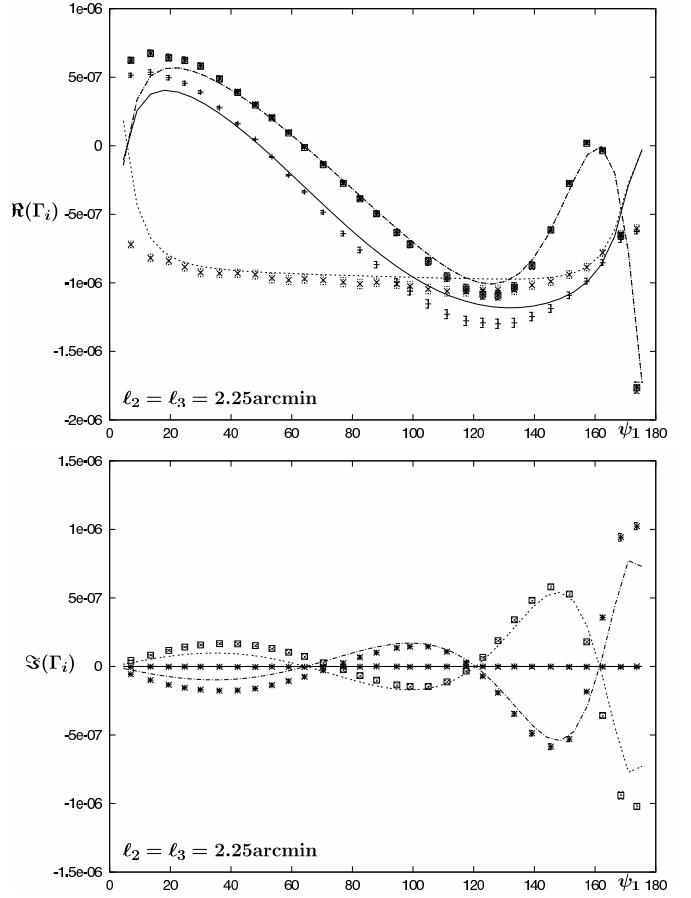 1e-06
5e-07
0
-5e-07
-1e-06
-1.5e-06
-2e-06
ℜ(Γᵢ)
ℓ₂ = ℓ₃ = 2.25arcmin
0 20 40 60 80 100 120 140 160 ψ₁ 180
1.5e-06
1e-06
5e-07
0
-5e-07
-1e-06
-1.5e-06
ℑ(Γᵢ)
ℓ₂ = ℓ₃ = 2.25arcmin
0 20 40 60 80 100 120 140 160 ψ₁ 180